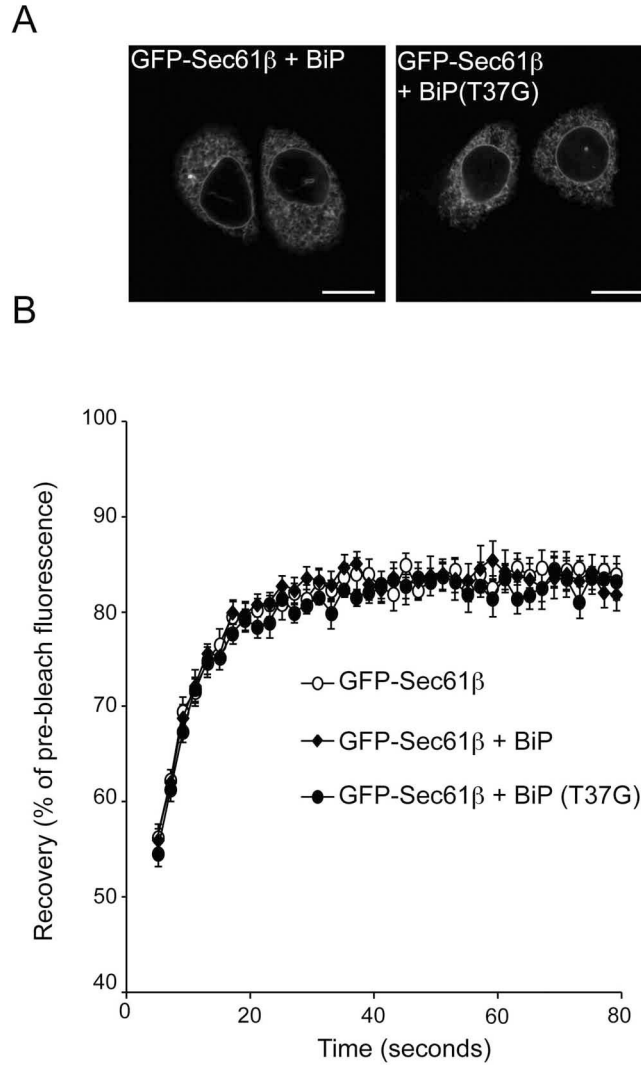 A
GFP-Sec61β + BiP
GFP-Sec61β
+ BiP(T37G)
B
100
90
80
70
60
50
40
Recovery (% of pre-bleach fluorescence)
GFP-Sec61β
GFP-Sec61β + BiP
GFP-Sec61β + BiP (T37G)
0
20
40
60
80
Time (seconds)